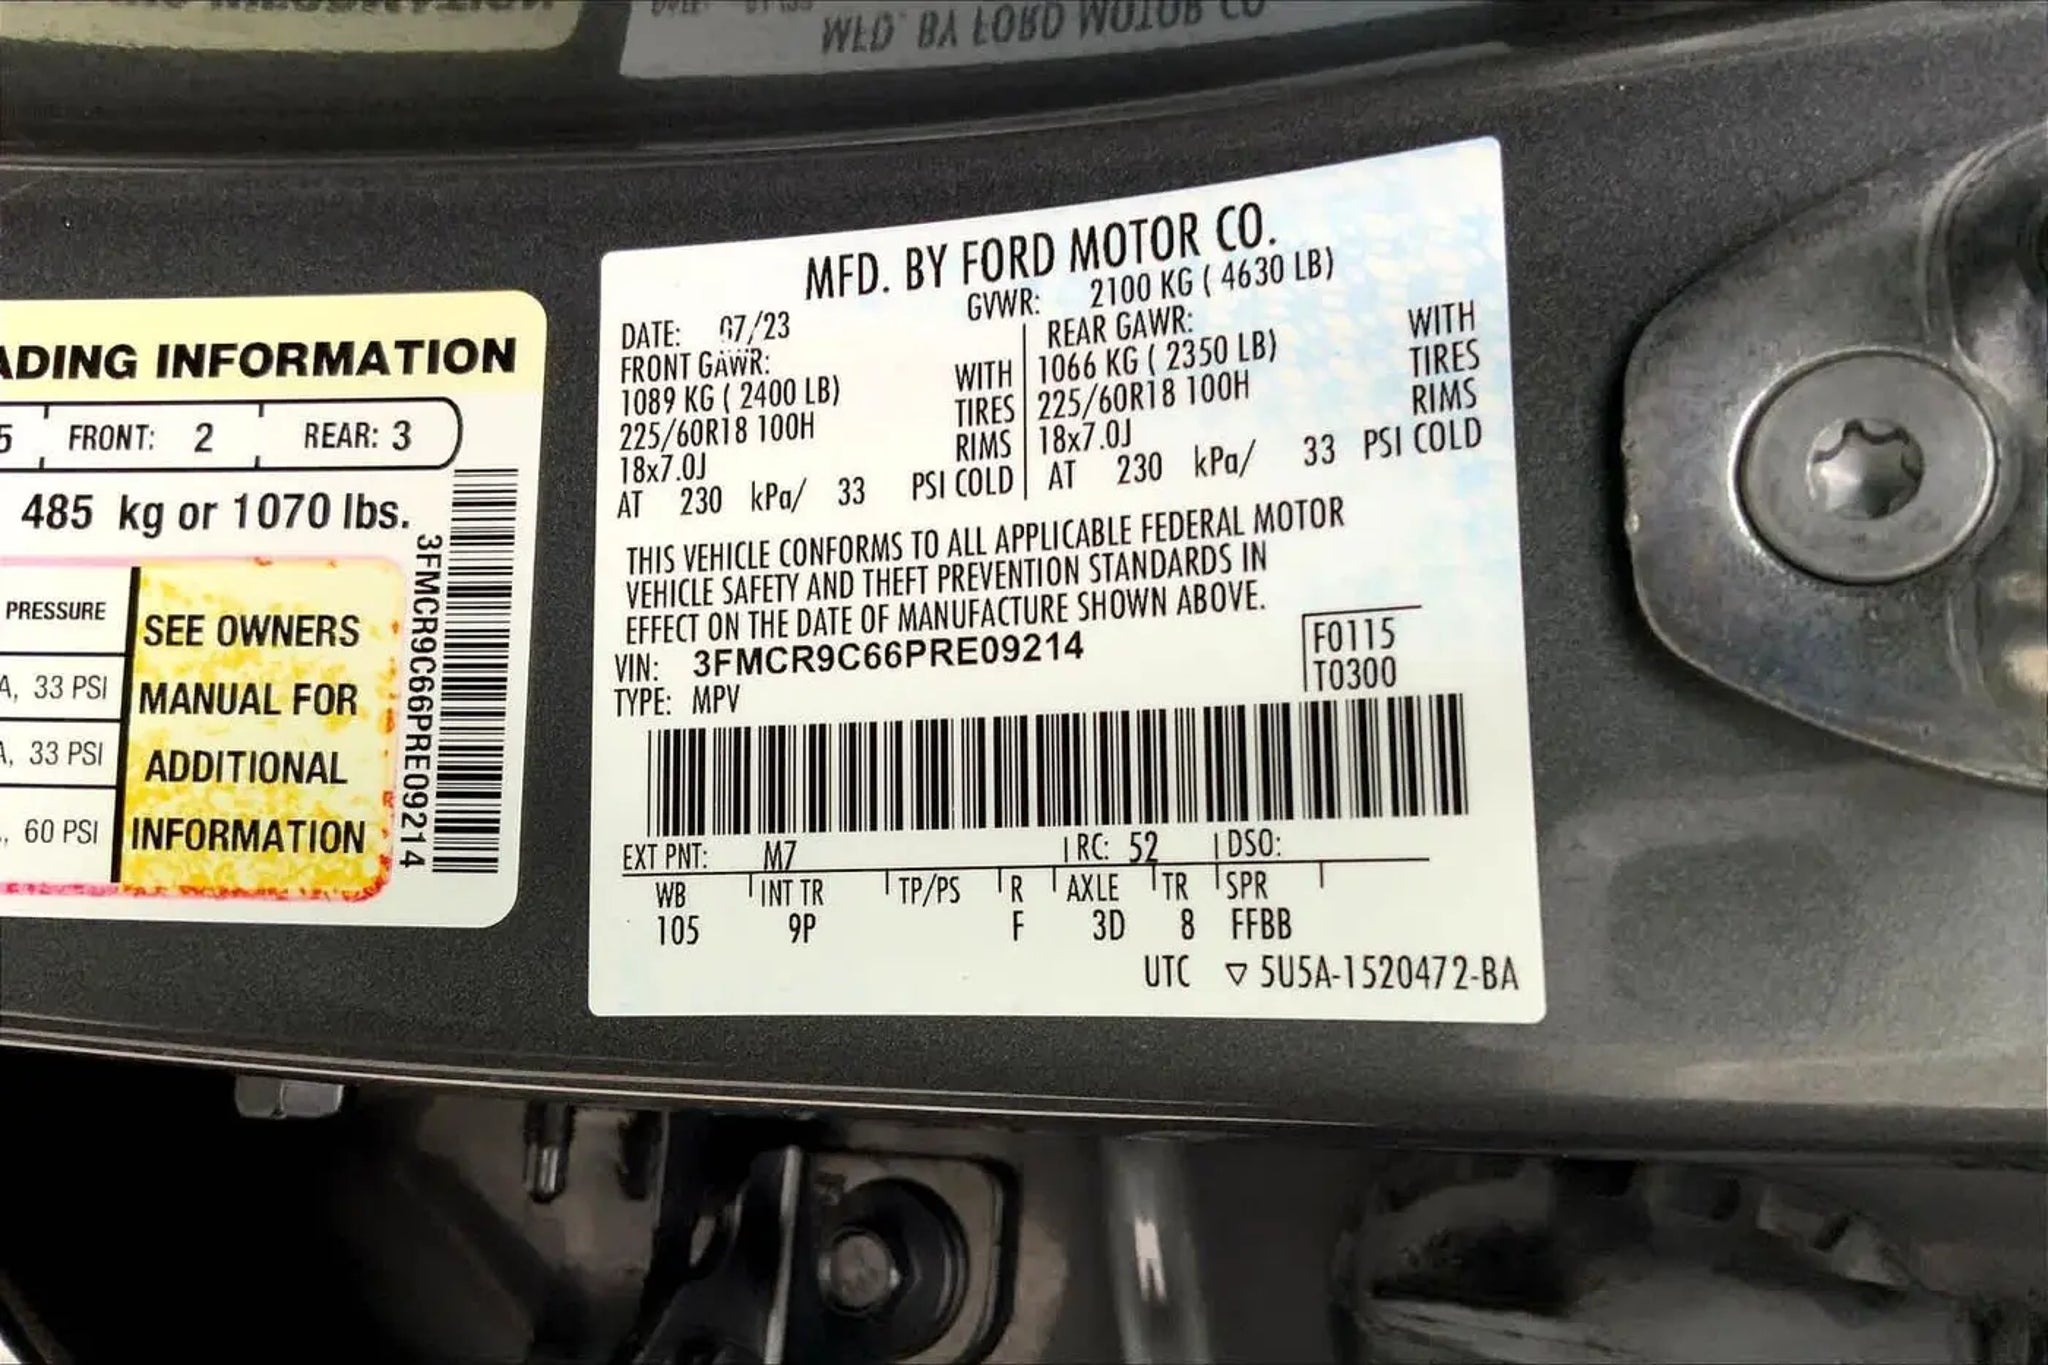 WFD. BY FORD MOTOR CO
ADING INFORMATION
5 FRONT: 2 REAR: 3
485 kg or 1070 lbs.
PRESSURE
A, 33 PSI
A, 33 PSI
, 60 PSI
SEE OWNERS
MANUAL FOR
ADDITIONAL
INFORMATION
3FMCR9C66PRE09214
MFD. BY FORD MOTOR CO.
DATE: 07/23 GVWR: 2100 KG ( 4630 LB)
FRONT GAWR:
1089 KG ( 2400 LB) WITH
225/60R18 100H TIRES
18x7.0J RIMS
AT 230 kPa/ 33 PSI COLD
REAR GAWR: WITH
1066 KG ( 2350 LB) TIRES
225/60R18 100H RIMS
18x7.0J
AT 230 kPa/ 33 PSI COLD
THIS VEHICLE CONFORMS TO ALL APPLICABLE FEDERAL MOTOR
VEHICLE SAFETY AND THEFT PREVENTION STANDARDS IN
EFFECT ON THE DATE OF MANUFACTURE SHOWN ABOVE.
VIN: 3FMCR9C66PRE09214
TYPE: MPV
F0115
T0300
EXT PNT: M7 RC: 52 DSO:
WB INT TR TP/PS R AXLE TR SPR
105 9P F 3D 8 FFBB
UTC ▽ 5U5A-1520472-BA